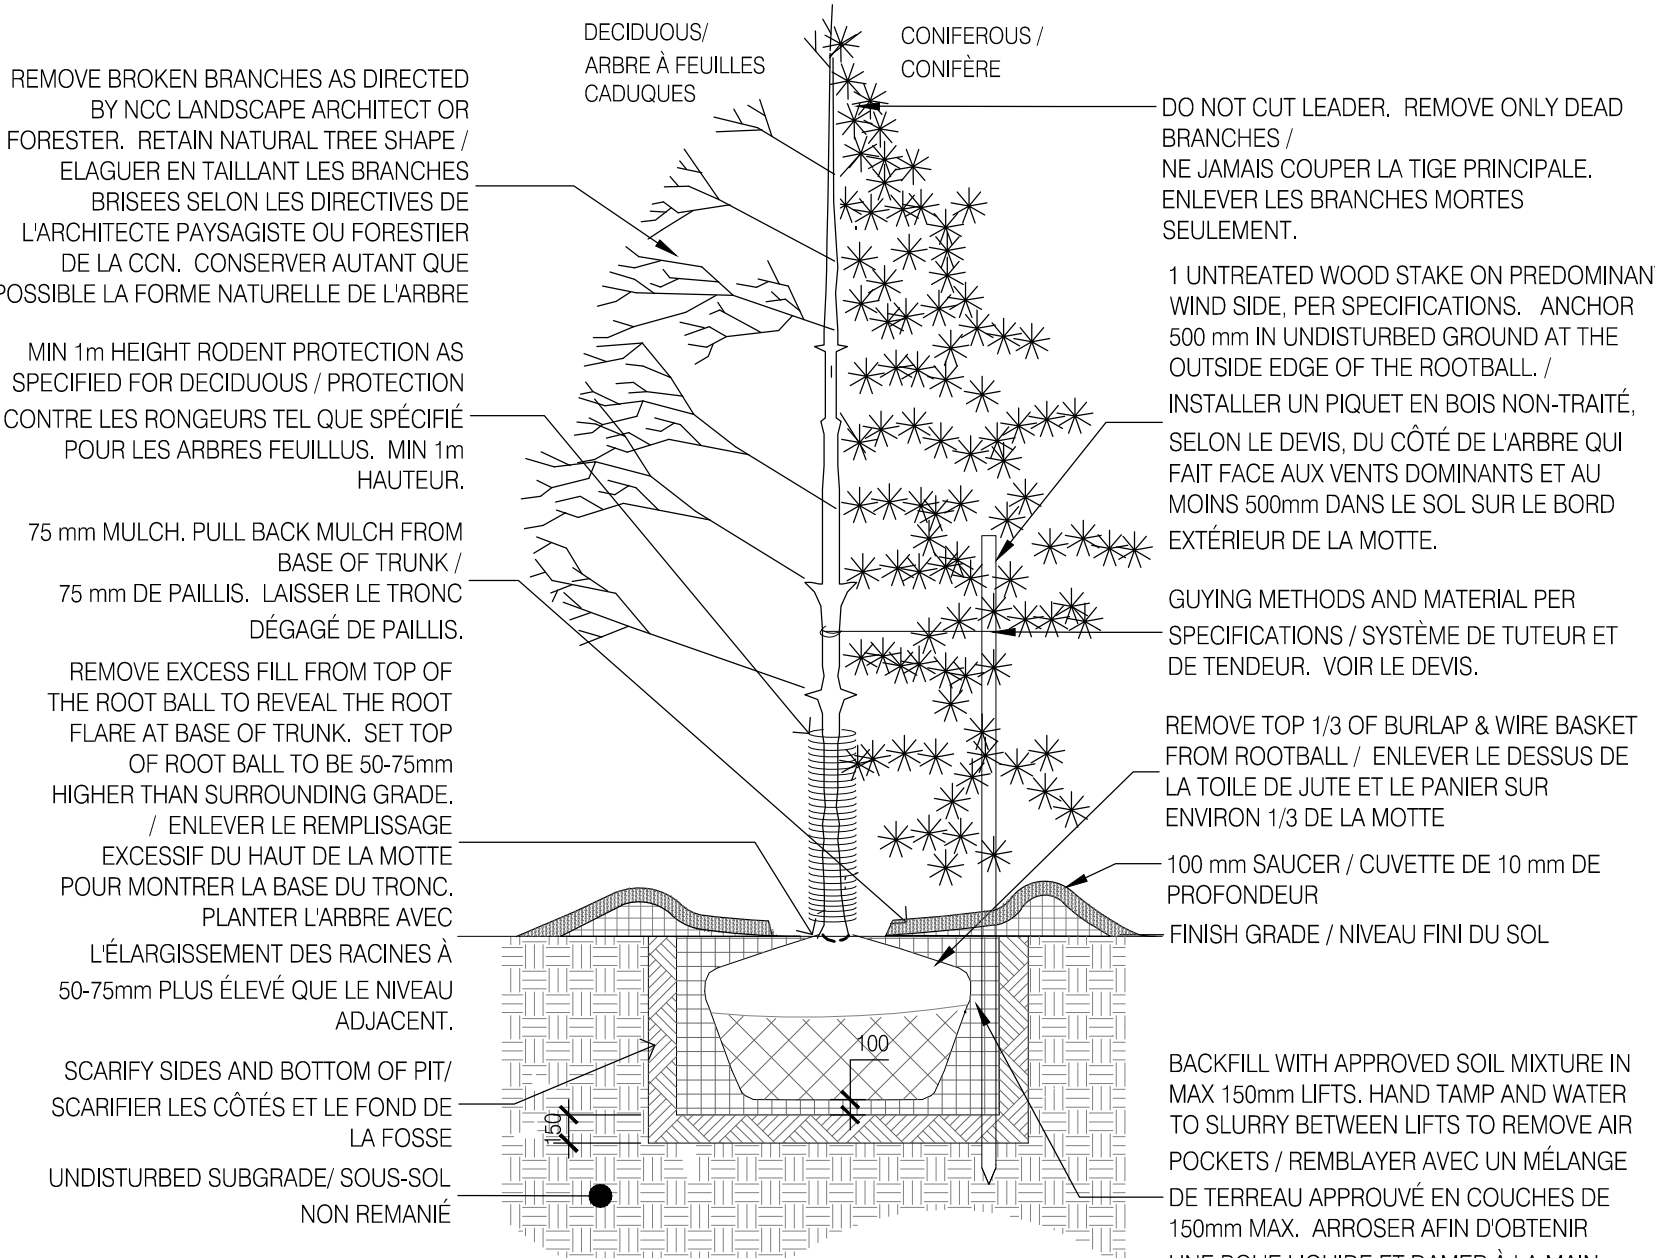 DECIDUOUS/
ARBRE À FEUILLES
CADUQUES
CONIFEROUS /
CONIFÈRE
REMOVE BROKEN BRANCHES AS DIRECTED
BY NCC LANDSCAPE ARCHITECT OR
FORESTER. RETAIN NATURAL TREE SHAPE /
ELAGUER EN TAILLANT LES BRANCHES
BRISEES SELON LES DIRECTIVES DE
L'ARCHITECTE PAYSAGISTE OU FORESTIER
DE LA CCN. CONSERVER AUTANT QUE
POSSIBLE LA FORME NATURELLE DE L'ARBRE
MIN 1m HEIGHT RODENT PROTECTION AS
SPECIFIED FOR DECIDUOUS / PROTECTION
CONTRE LES RONGEURS TEL QUE SPÉCIFIÉ
POUR LES ARBRES FEUILLUS. MIN 1m
HAUTEUR.
75 mm MULCH. PULL BACK MULCH FROM
BASE OF TRUNK /
75 mm DE PAILLIS. LAISSER LE TRONC
DÉGAGÉ DE PAILLIS.
REMOVE EXCESS FILL FROM TOP OF
THE ROOT BALL TO REVEAL THE ROOT
FLARE AT BASE OF TRUNK. SET TOP
OF ROOT BALL TO BE 50-75mm
HIGHER THAN SURROUNDING GRADE.
/ ENLEVER LE REMPLISSAGE
EXCESSIF DU HAUT DE LA MOTTE
POUR MONTRER LA BASE DU TRONC.
PLANTER L'ARBRE AVEC
L'ÉLARGISSEMENT DES RACINES À
50-75mm PLUS ÉLEVÉ QUE LE NIVEAU
ADJACENT.
SCARIFY SIDES AND BOTTOM OF PIT/
SCARIFIER LES CÔTÉS ET LE FOND DE
LA FOSSE
UNDISTURBED SUBGRADE/ SOUS-SOL
NON REMANIÉ
150
100
DO NOT CUT LEADER. REMOVE ONLY DEAD
BRANCHES /
NE JAMAIS COUPER LA TIGE PRINCIPALE.
ENLEVER LES BRANCHES MORTES
SEULEMENT.
1 UNTREATED WOOD STAKE ON PREDOMINANT
WIND SIDE, PER SPECIFICATIONS. ANCHOR
500 mm IN UNDISTURBED GROUND AT THE
OUTSIDE EDGE OF THE ROOTBALL. /
INSTALLER UN PIQUET EN BOIS NON-TRAITÉ,
SELON LE DEVIS, DU CÔTÉ DE L'ARBRE QUI
FAIT FACE AUX VENTS DOMINANTS ET AU
MOINS 500mm DANS LE SOL SUR LE BORD
EXTÉRIEUR DE LA MOTTE.
GUYING METHODS AND MATERIAL PER
SPECIFICATIONS / SYSTÈME DE TUTEUR ET
DE TENDEUR. VOIR LE DEVIS.
REMOVE TOP 1/3 OF BURLAP & WIRE BASKET
FROM ROOTBALL / ENLEVER LE DESSUS DE
LA TOILE DE JUTE ET LE PANIER SUR
ENVIRON 1/3 DE LA MOTTE
100 mm SAUCER / CUVETTE DE 10 mm DE
PROFONDEUR
FINISH GRADE / NIVEAU FINI DU SOL
BACKFILL WITH APPROVED SOIL MIXTURE IN
MAX 150mm LIFTS. HAND TAMP AND WATER
TO SLURRY BETWEEN LIFTS TO REMOVE AIR
POCKETS / REMBLAYER AVEC UN MÉLANGE
DE TERREAU APPROUVÉ EN COUCHES DE
150mm MAX. ARROSER AFIN D'OBTENIR
UNE BOUE LIQUIDE ET DAMER À LA MAIN